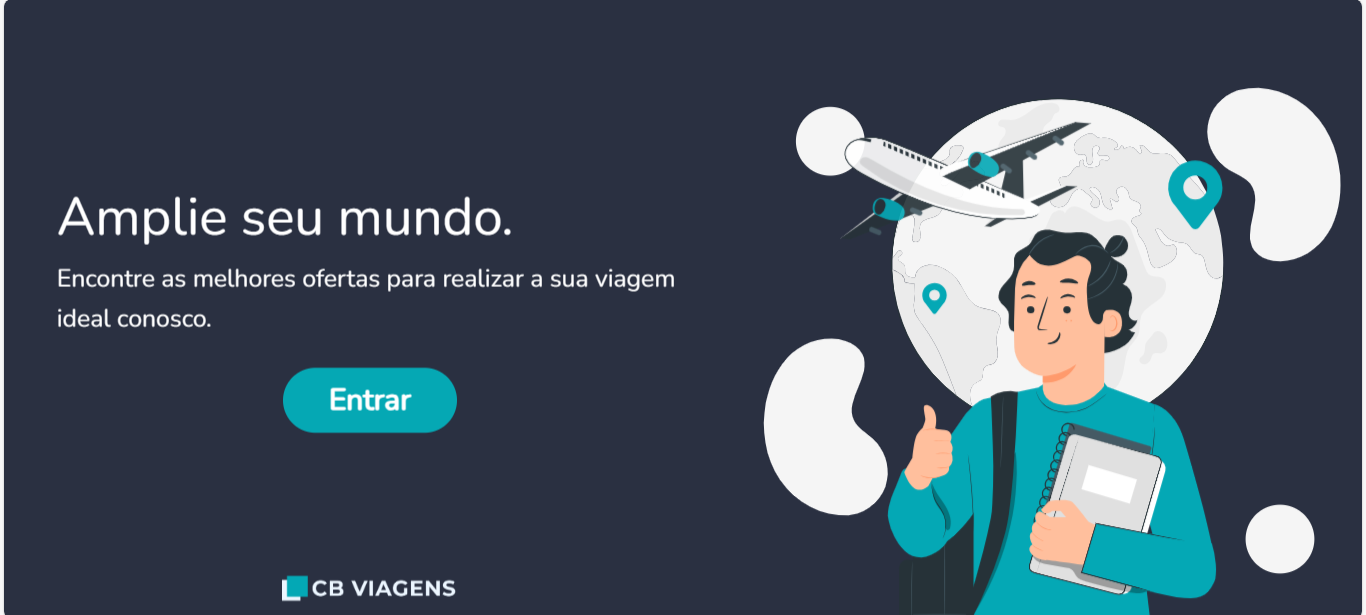 Amplie seu mundo.
Encontre as melhores ofertas para realizar a sua viagem
ideal conosco.
Entrar
CB VIAGENS